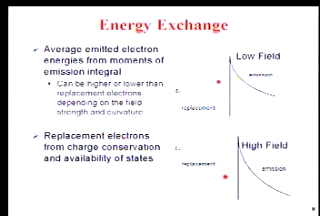 Energy Exchange
Average emitted electron
energies from moments of
emission integral
Can be higher or lower than
replacement electrons
depending on the field
strength and curvature
Replacement electrons
from charge conservation
and availability of states
Low Field
emission
replacement
High Field
emission
replacement